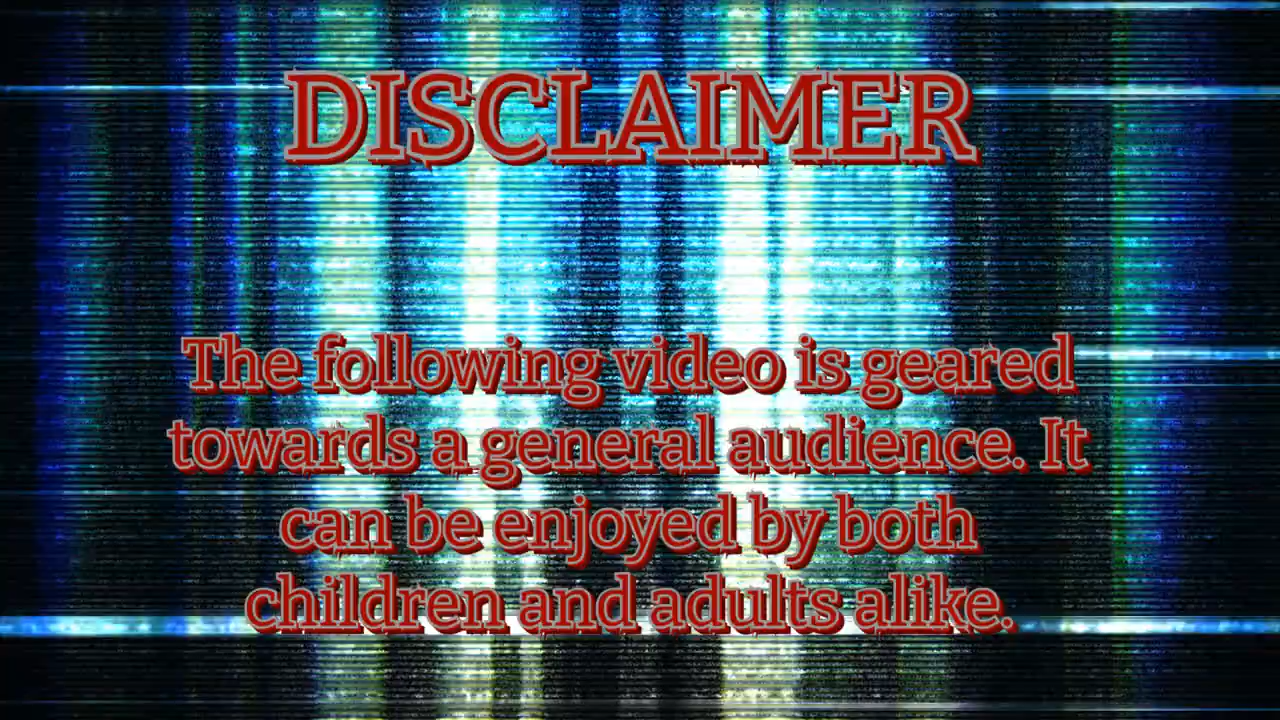 DISCLAIMER
The following video is geared
towards a general audience. It
can be enjoyed by both
children and adults alike.